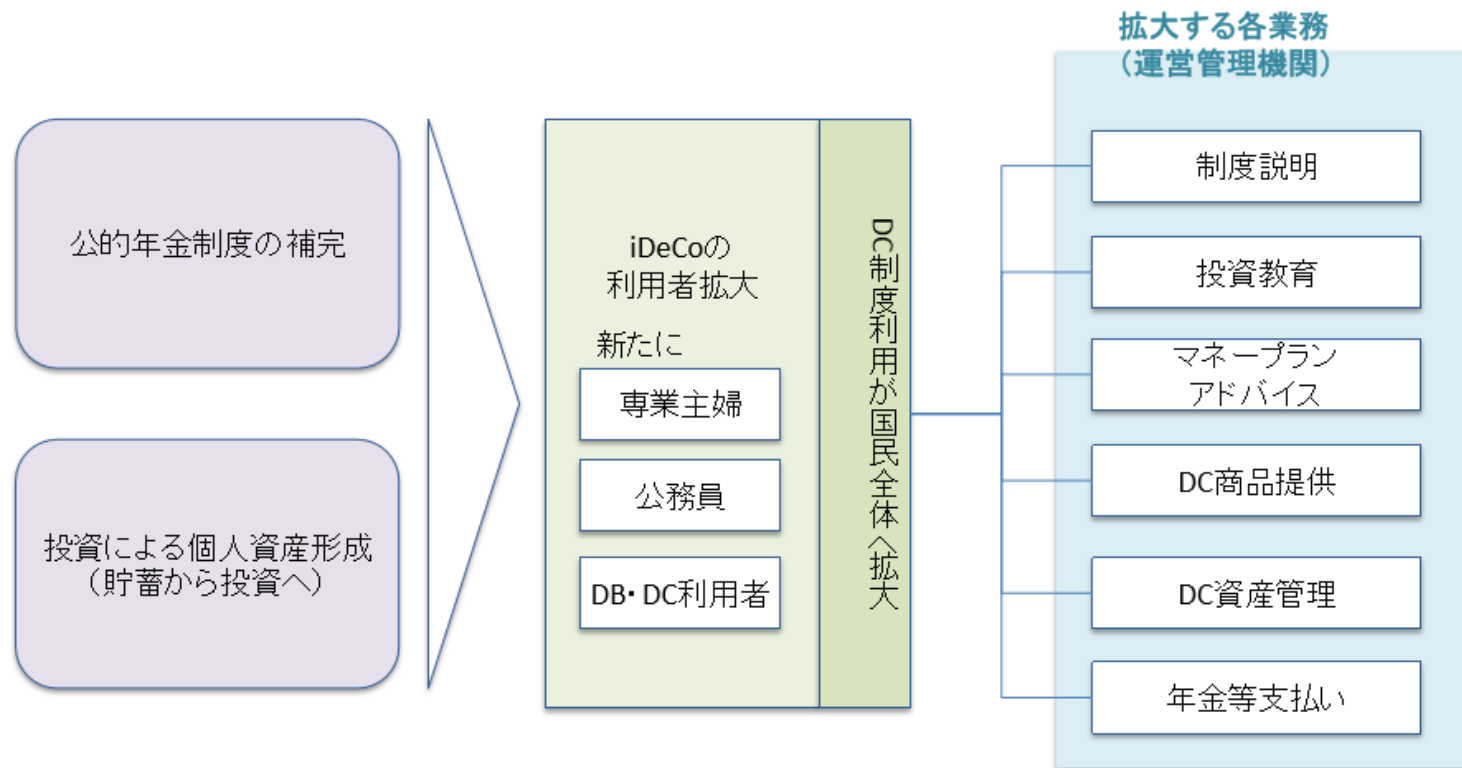 拡大する各業務
（運営管理機関）
公的年金制度の補完
投資による個人資産形成
（貯蓄から投資へ）
iDeCoの
利用者拡大
新たに
専業主婦
公務員
DB・DC利用者
DC制度利用が国民全体へ拡大
制度説明
投資教育
マネープラン
アドバイス
DC商品提供
DC資産管理
年金等支払い